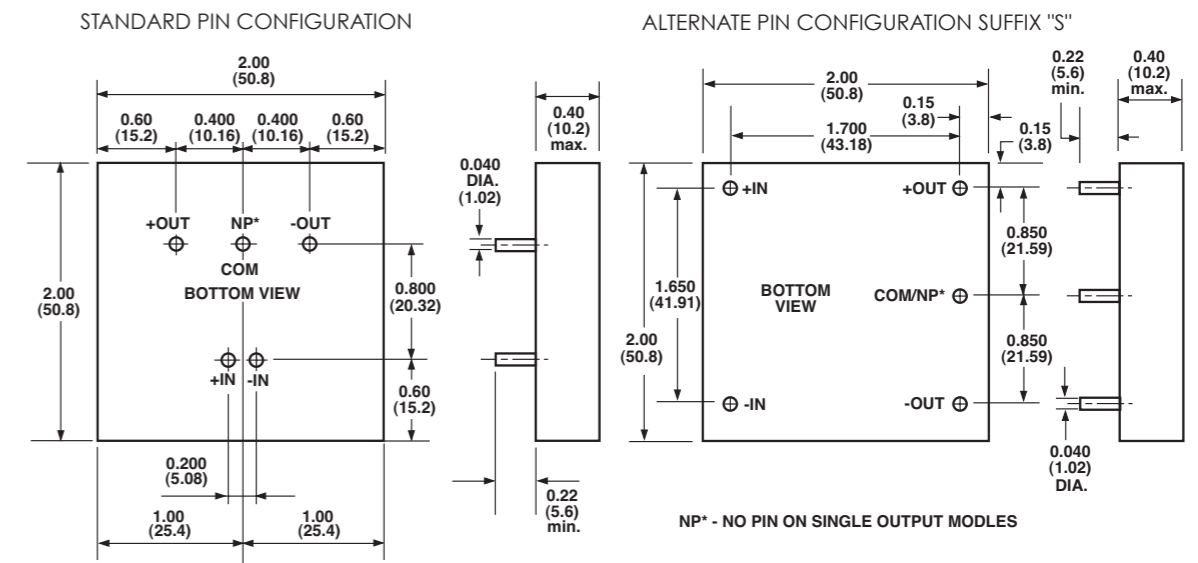 STANDARD PIN CONFIGURATION
2.00
(50.8)
0.60
(15.2)
0.400
(10.16)
0.400
(10.16)
0.60
(15.2)
0.40
(10.2)
max.
0.040
DIA.
(1.02)
+OUT NP* -OUT
COM
BOTTOM VIEW
2.00
(50.8)
0.800
(20.32)
+IN -IN
0.60
(15.2)
0.200
(5.08)
1.00
(25.4)
1.00
(25.4)
0.22
(5.6)
min.
ALTERNATE PIN CONFIGURATION SUFFIX "S"
2.00
(50.8)
0.15
(3.8)
1.700
(43.18)
0.15
(3.8)
0.22
(5.6)
min.
0.40
(10.2)
max.
+IN +OUT
0.850
(21.59)
1.650
(41.91)
BOTTOM
VIEW
COM/NP*
2.00
(50.8)
0.850
(21.59)
-IN -OUT
0.040
(1.02)
DIA.
NP* - NO PIN ON SINGLE OUTPUT MODLES